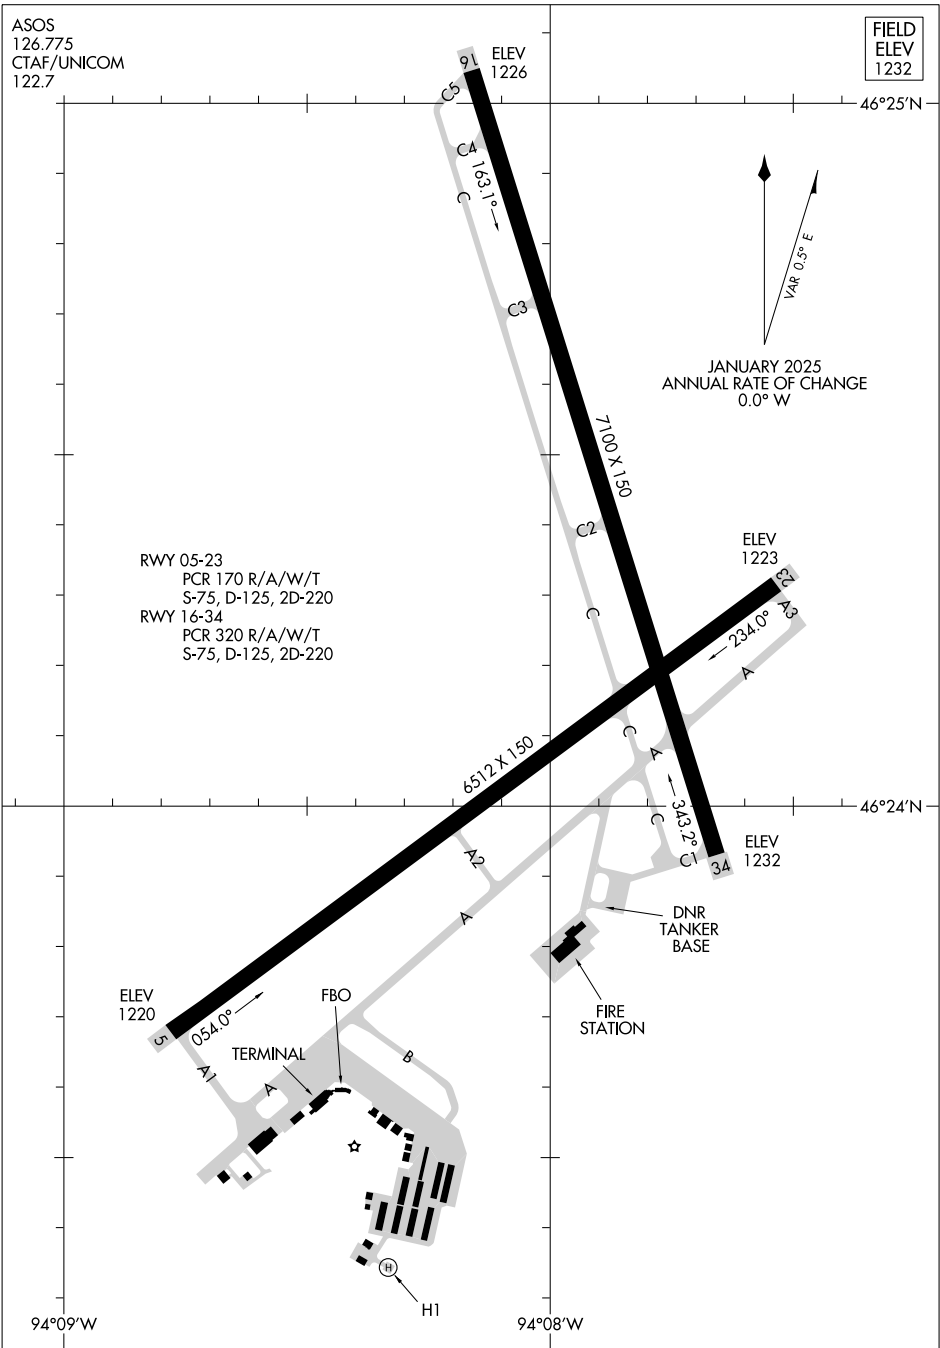 ASOS
126.775
CTAF/UNICOM
122.7
FIELD
ELEV
1232
16
ELEV
1226
C5
46°25'N
C4
163.1°
C
C3
VAR 0.5° E
JANUARY 2025
ANNUAL RATE OF CHANGE
0.0° W
7100 X 150
C2
RWY 05-23
PCR 170 R/A/W/T
S-75, D-125, 2D-220
RWY 16-34
PCR 320 R/A/W/T
S-75, D-125, 2D-220
ELEV
1223
23
A3
C
234.0°
A
C
A
6512 X 150
46°24'N
343.2°
C
C1
34
ELEV
1232
A2
A
DNR
TANKER
BASE
FIRE
STATION
ELEV
1220
5
054.0°
FBO
TERMINAL
A1
A
B
H
H1
94°09'W
94°08'W